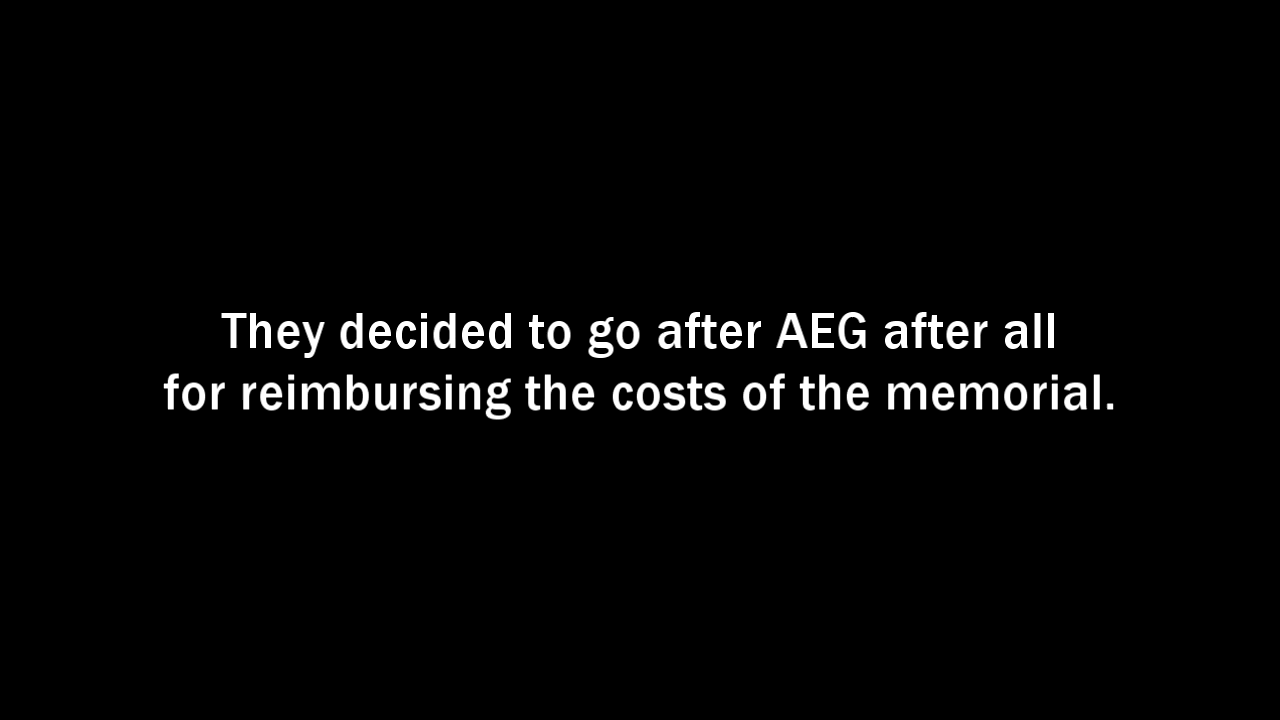 They decided to go after AEG after all
for reimbursing the costs of the memorial.